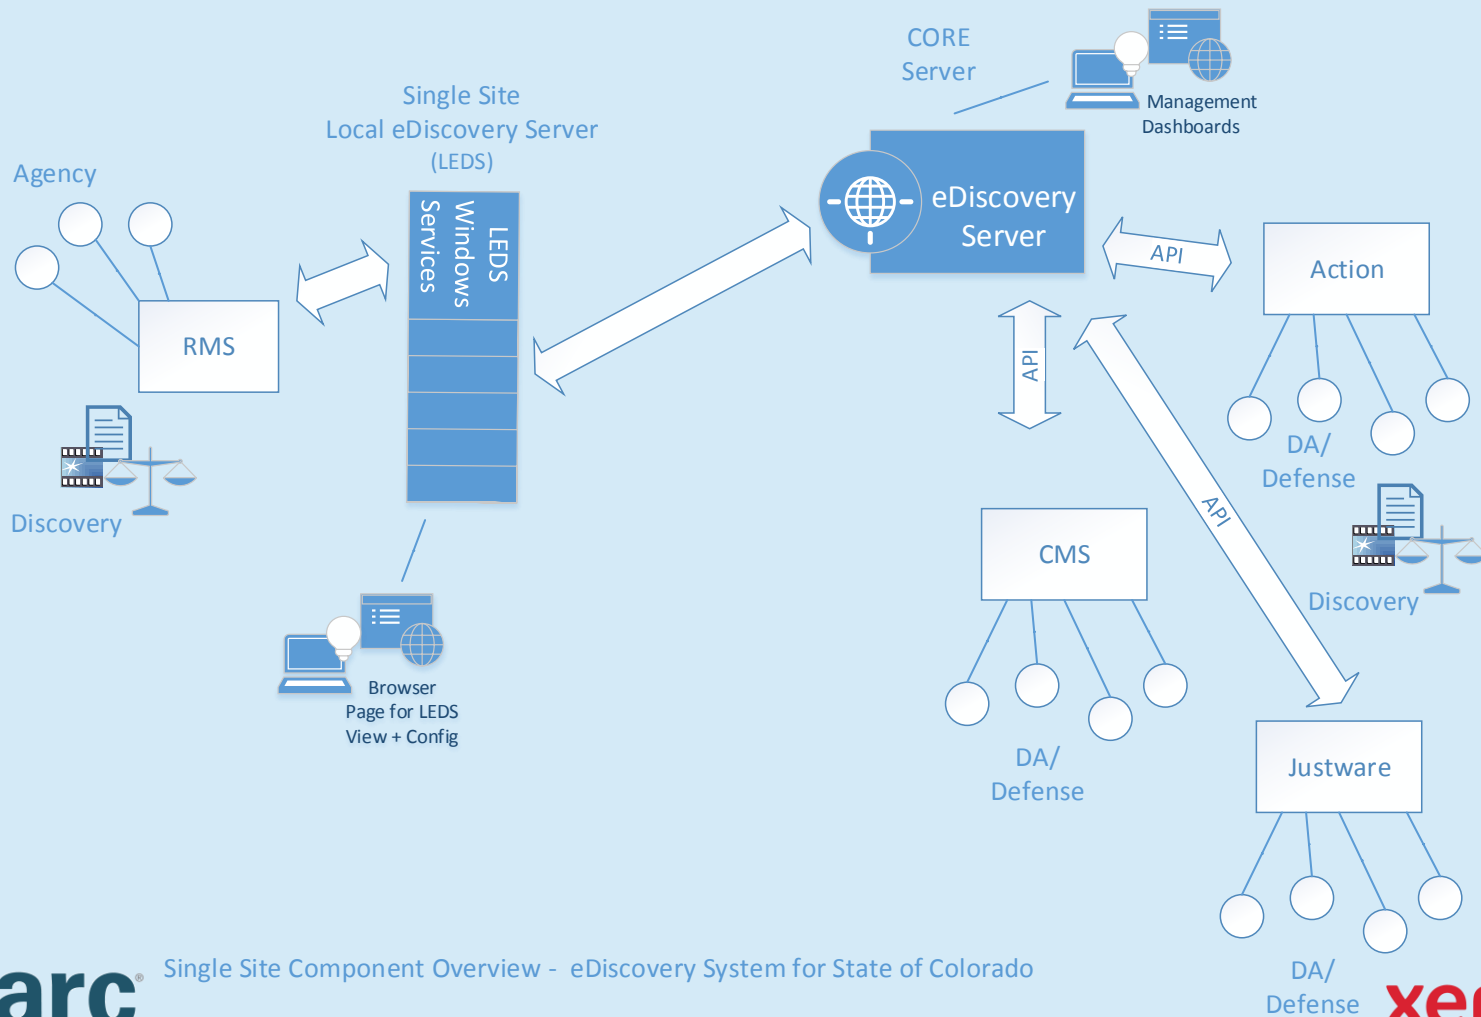 CORE
Server
Management
Dashboards
Single Site
Local eDiscovery Server
(LEDS)
Agency
LEDS
Windows
Services
eDiscovery
Server
API
Action
RMS
API
DA/
Defense
Discovery
API
CMS
Discovery
Browser
Page for LEDS
View + Config
DA/
Defense
Justware
Single Site Component Overview - eDiscovery System for State of Colorado
arc®
DA/
Defense
xer